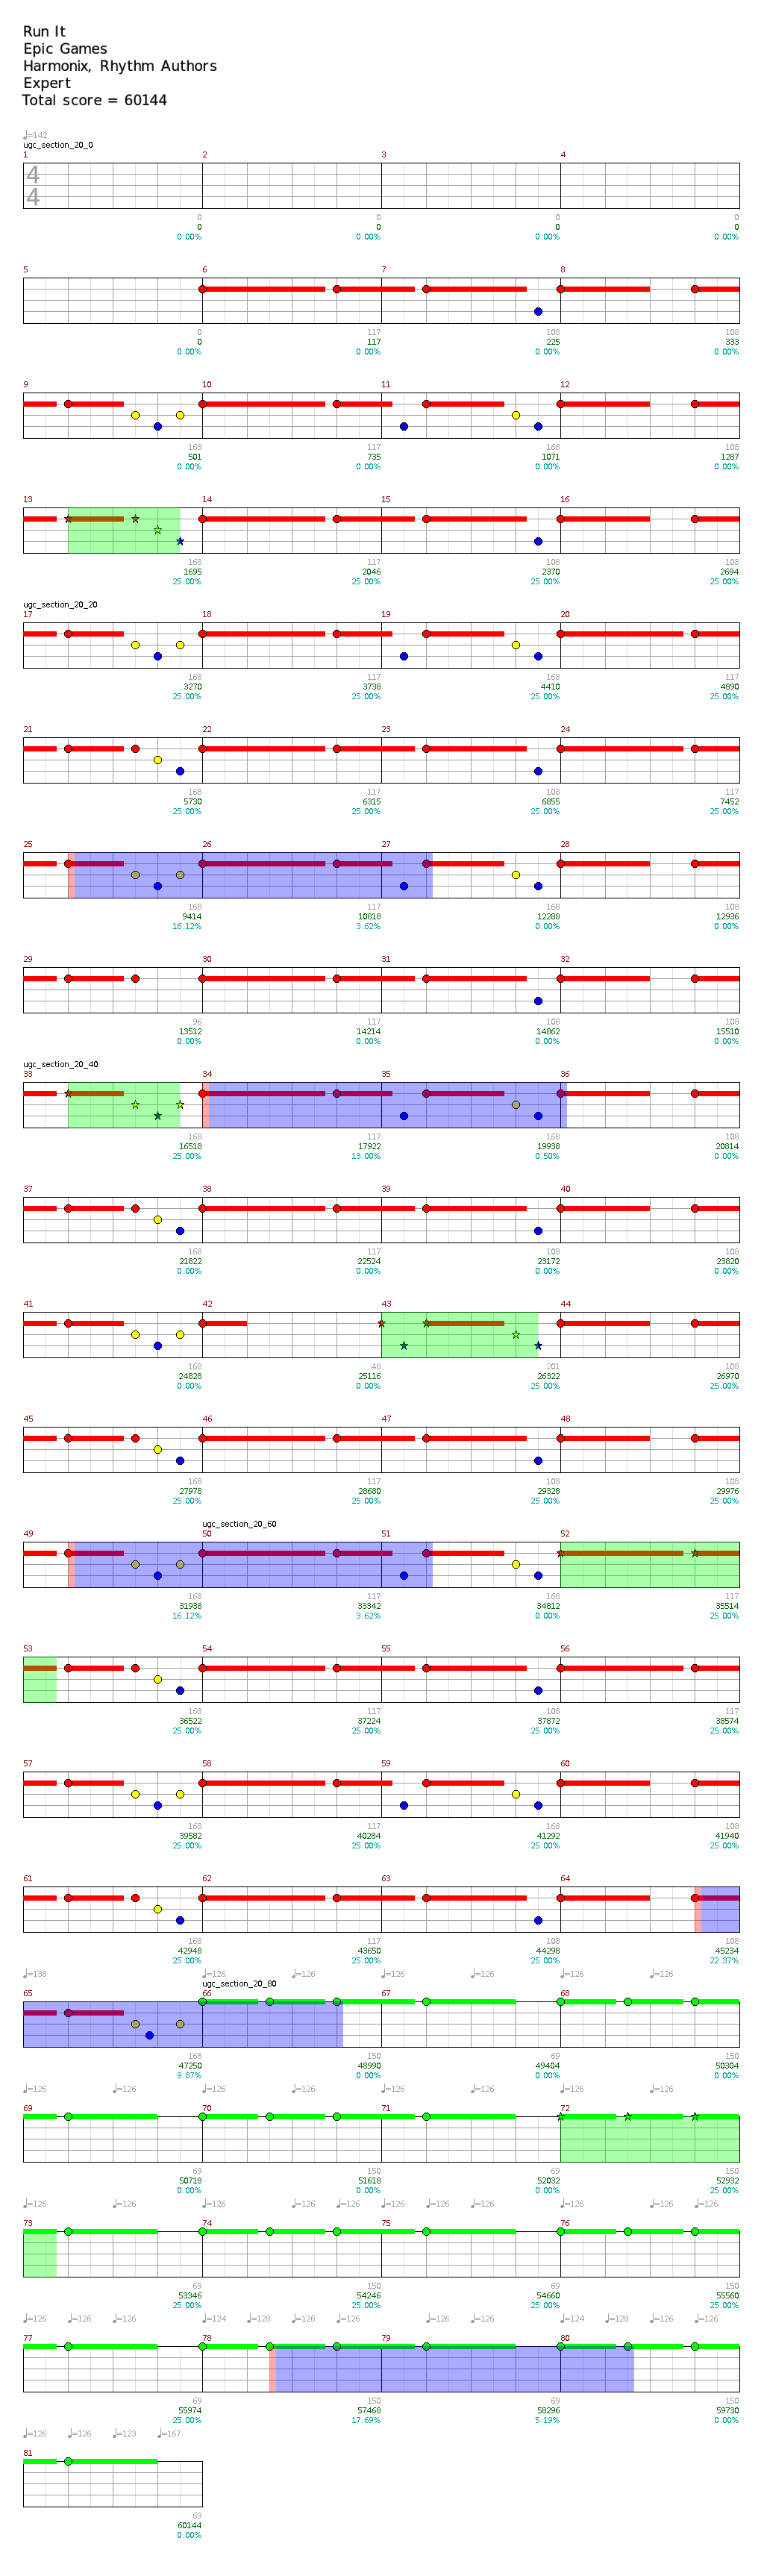 Run It
Epic Games
Harmonix, Rhythm Authors
Expert
Total score = 60144
♩=142
ugc_section_20_0
1 2 3 4
4
4
0 0 0 0
0 0 0 0
0.00% 0.00% 0.00% 0.00%
5 6 7 8
0 117 108 108
0 117 225 333
0.00% 0.00% 0.00% 0.00%
9 10 11 12
168 117 168 108
501 735 1071 1287
0.00% 0.00% 0.00% 0.00%
13 14 15 16
168 117 108 108
1695 2046 2370 2694
25.00% 25.00% 25.00% 25.00%
ugc_section_20_20
17 18 19 20
168 117 168 117
3270 3738 4410 4890
25.00% 25.00% 25.00% 25.00%
21 22 23 24
168 117 108 117
5730 6315 6855 7452
25.00% 25.00% 25.00% 25.00%
25 26 27 28
168 117 168 108
9414 10818 12288 12936
16.12% 3.62% 0.00% 0.00%
29 30 31 32
96 117 108 108
13512 14214 14862 15510
0.00% 0.00% 0.00% 0.00%
ugc_section_20_40
33 34 35 36
168 117 168 108
16518 17922 19938 20814
25.00% 13.00% 0.50% 0.00%
37 38 39 40
168 117 108 108
21822 22524 23172 23820
0.00% 0.00% 0.00% 0.00%
41 42 43 44
168 48 201 108
24828 25116 26322 26970
0.00% 0.00% 25.00% 25.00%
45 46 47 48
168 117 108 108
27978 28680 29328 29976
25.00% 25.00% 25.00% 25.00%
ugc_section_20_60
49 50 51 52
168 117 168 117
31938 33342 34812 35514
16.12% 3.62% 0.00% 25.00%
53 54 55 56
168 117 108 117
36522 37224 37872 38574
25.00% 25.00% 25.00% 25.00%
57 58 59 60
168 117 168 108
39582 40284 41292 41940
25.00% 25.00% 25.00% 25.00%
61 62 63 64
168 117 108 108
42948 43650 44298 45234
25.00% 25.00% 25.00% 22.37%
♩=138 ♩=126 ♩=126 ♩=126 ♩=126 ♩=126
ugc_section_20_80
65 66 67 68
168 150 69 150
47250 48990 49404 50304
9.87% 0.00% 0.00% 0.00%
♩=126 ♩=126 ♩=126 ♩=126 ♩=126 ♩=126 ♩=126 ♩=126
69 70 71 72
69 150 69 150
50718 51618 52032 52932
0.00% 0.00% 0.00% 25.00%
♩=126 ♩=126 ♩=126 ♩=126 ♩=126 ♩=126 ♩=126 ♩=126 ♩=126 ♩=126 ♩=126 ♩=126
73 74 75 76
69 150 69 150
53346 54246 54660 55560
25.00% 25.00% 25.00% 25.00%
♩=126 ♩=126 ♩=126 ♩=124 ♩=128 ♩=126 ♩=126 ♩=126 ♩=126 ♩=124 ♩=128 ♩=126 ♩=126
77 78 79 80
69 150 69 150
55974 57468 58296 59730
25.00% 17.69% 5.19% 0.00%
♩=126 ♩=126 ♩=123 ♩=167
81
69
60144
0.00%